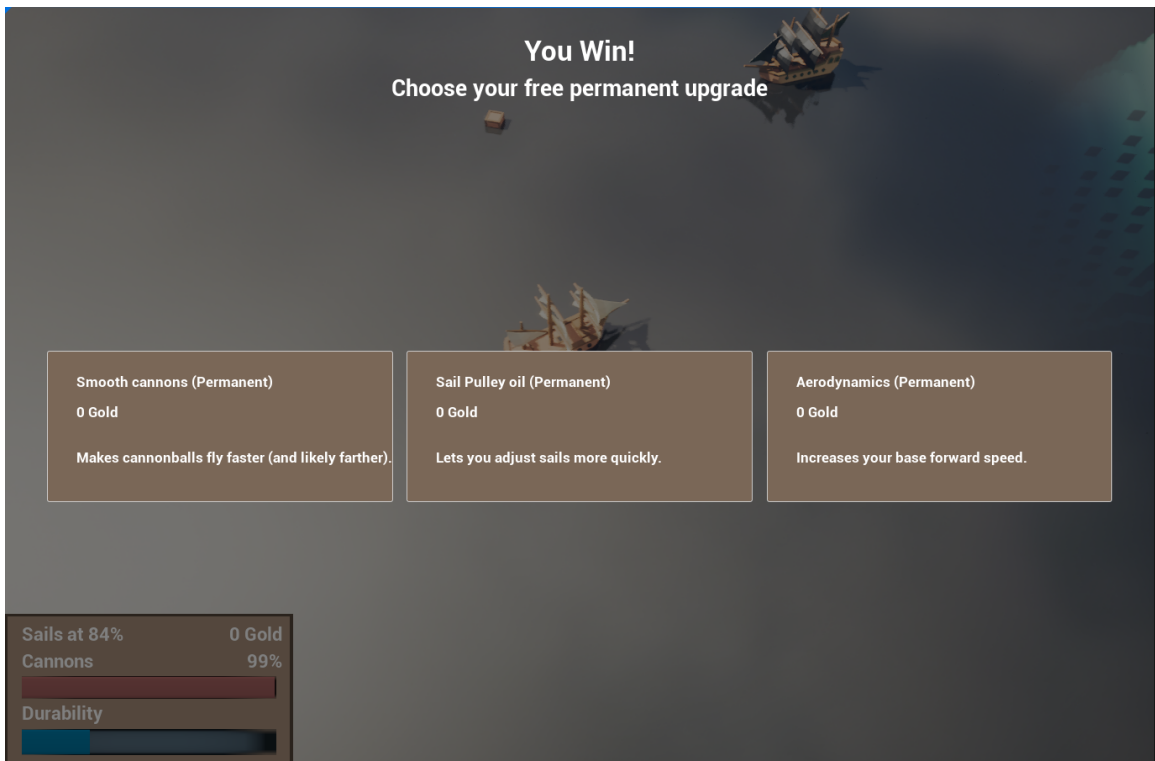 You Win!
Choose your free permanent upgrade
Smooth cannons (Permanent)
0 Gold
Makes cannonballs fly faster (and likely farther).
Sail Pulley oil (Permanent)
0 Gold
Lets you adjust sails more quickly.
Aerodynamics (Permanent)
0 Gold
Increases your base forward speed.
Sails at 84% 0 Gold
Cannons 99%
Durability